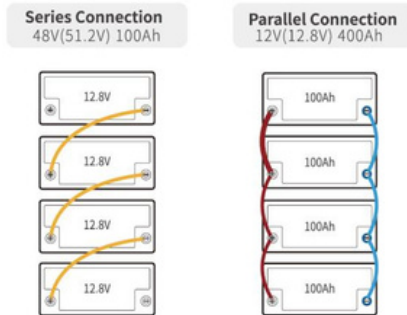 Series Connection
48V(51.2V) 100Ah
Parallel Connection
12V(12.8V) 400Ah
12.8V
12.8V
12.8V
12.8V
100Ah
100Ah
100Ah
100Ah